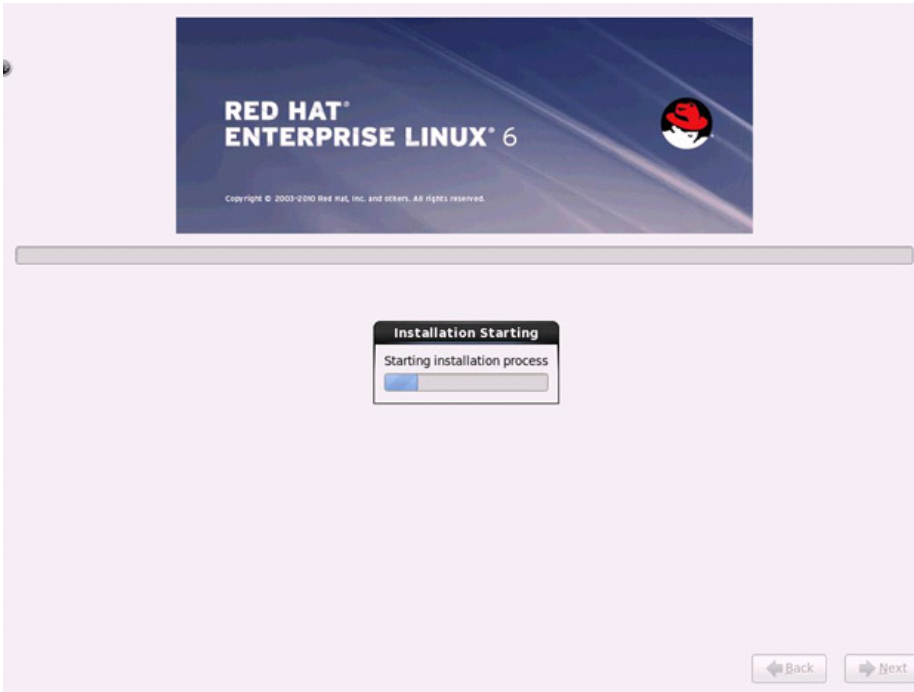 RED HAT®
ENTERPRISE LINUX® 6
Copyright © 2003-2010 Red Hat, Inc. and others. All rights reserved.
Installation Starting
Starting installation process
Back
Next